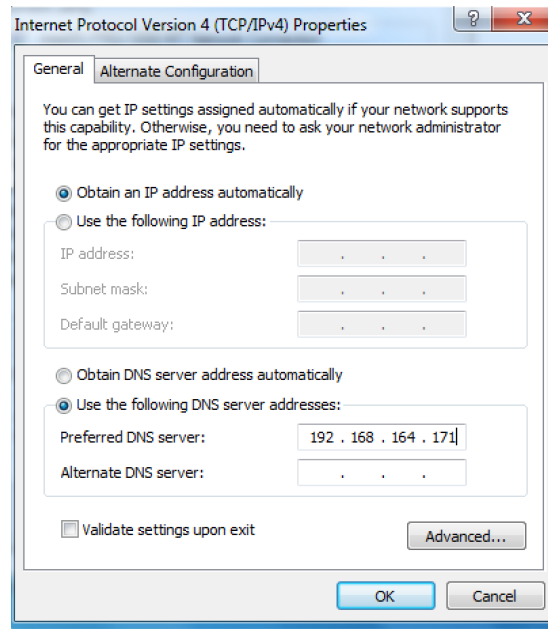 Internet Protocol Version 4 (TCP/IPv4) Properties
?
X
General
Alternate Configuration
You can get IP settings assigned automatically if your network supports
this capability. Otherwise, you need to ask your network administrator
for the appropriate IP settings.
Obtain an IP address automatically
Use the following IP address:
IP address: . . .
Subnet mask: . . .
Default gateway: . . .
Obtain DNS server address automatically
Use the following DNS server addresses:
Preferred DNS server: 192 . 168 . 164 . 171
Alternate DNS server: . . .
Validate settings upon exit
Advanced...
OK
Cancel